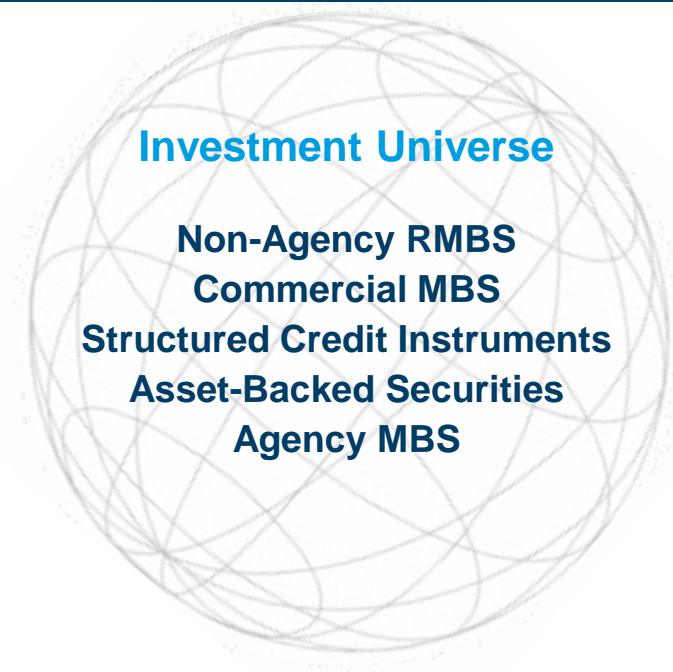 Investment Universe
Non-Agency RMBS
Commercial MBS
Structured Credit Instruments
Asset-Backed Securities
Agency MBS